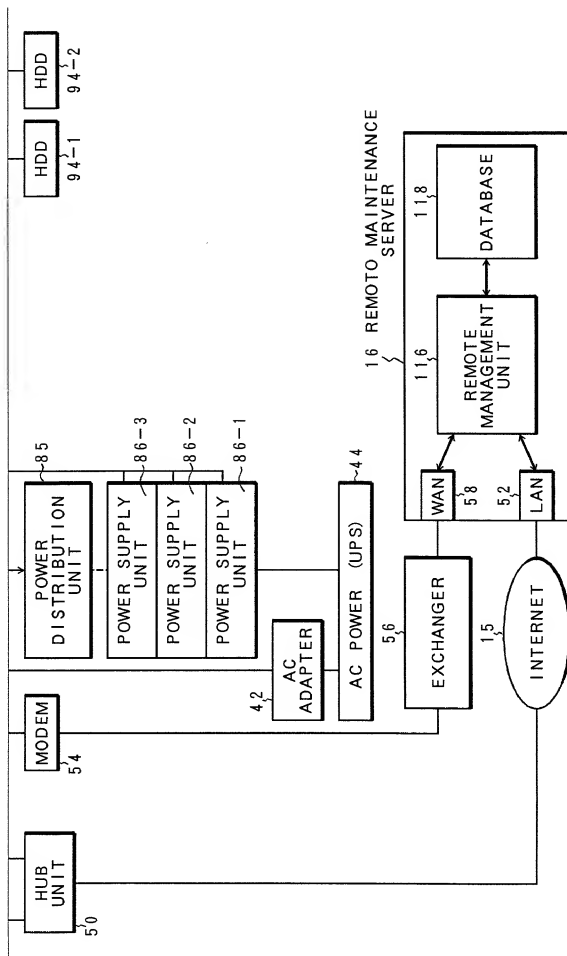 HUB
UNIT
50
MODEM
54
POWER
DISTRIBUTION
UNIT
85
POWER SUPPLY
UNIT
86-3
POWER SUPPLY
UNIT
86-2
POWER SUPPLY
UNIT
86-1
AC
ADAPTER
42
AC POWER (UPS)
44
HDD
94-1
HDD
94-2
EXCHANGER
56
INTERNET
15
16 REMOTO MAINTENANCE
SERVER
WAN
58
LAN
52
REMOTE
MANAGEMENT
UNIT
116
DATABASE
118